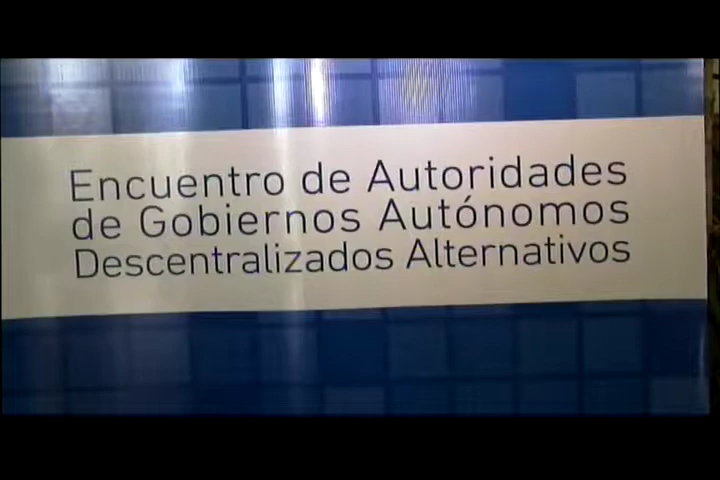 Encuentro de Autoridades
de Gobiernos Autónomos
Descentralizados Alternativos